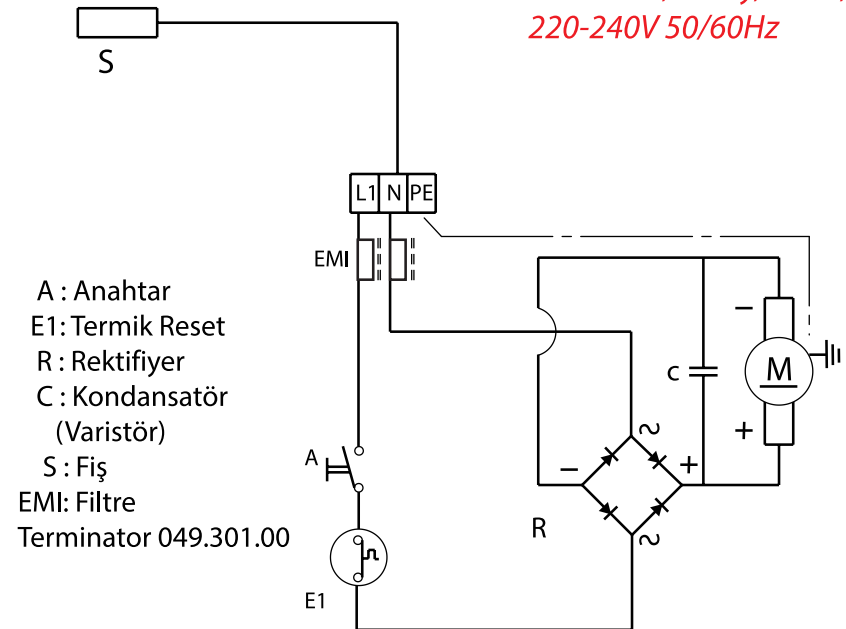 220-240V 50/60Hz
S
L1 N PE
EMI
A : Anahtar
E1: Termik Reset
R : Rektifiyer
C : Kondansatör
(Varistör)
S : Fiş
EMI: Filtre
Terminator 049.301.00
−
C
M
+
A
− +
R
E1